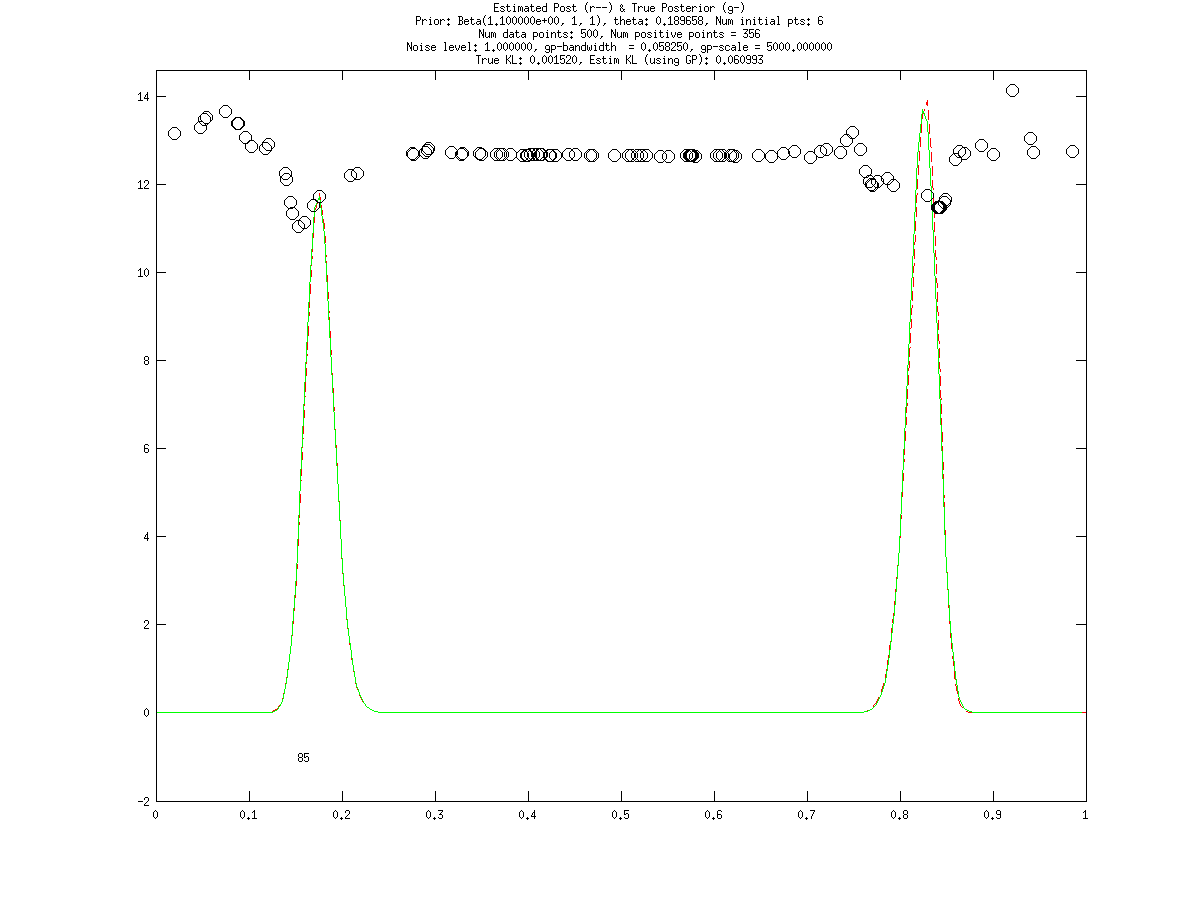 Estimated Post (r--) & True Posterior (g-)
Prior: Beta(1.100000e+00, 1, 1), theta: 0.189658, Num initial pts: 6
Num data points: 500, Num positive points = 356
Noise level: 1.000000, gp-bandwidth  = 0.058250, gp-scale = 5000.000000
True KL: 0.001520, Estim KL (using GP): 0.060993
14
12
10
8
6
4
2
0
85
-2
0 0.1 0.2 0.3 0.4 0.5 0.6 0.7 0.8 0.9 1